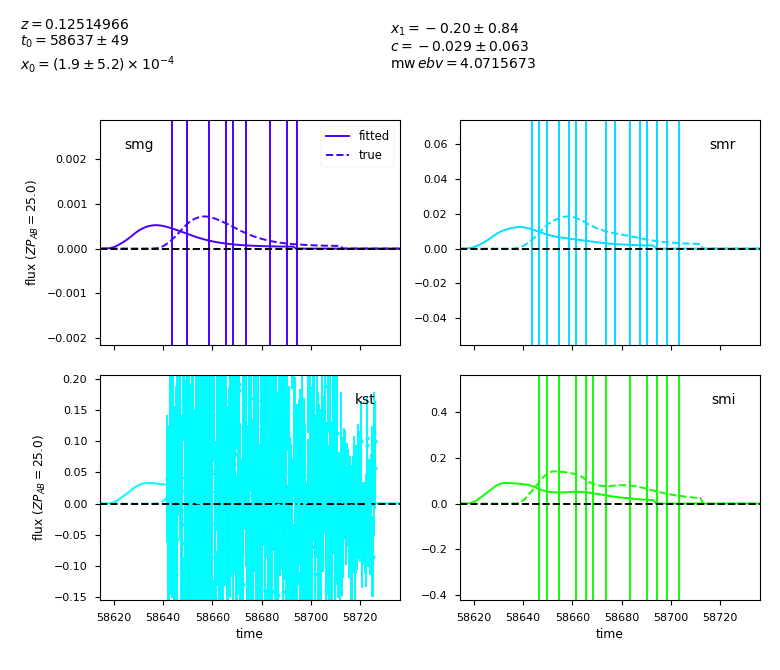 z = 0.12514966
t₀ = 58637 ± 49
x₀ = (1.9 ± 5.2) × 10⁻⁴
x₁ = −0.20 ± 0.84
c = −0.029 ± 0.063
mw ebv = 4.0715673
smg
fitted
true
0.002
0.001
0.000
−0.001
−0.002
flux (ZP_AB = 25.0)
smr
0.06
0.04
0.02
0.00
−0.02
−0.04
kst
0.20
0.15
0.10
0.05
0.00
−0.05
−0.10
−0.15
flux (ZP_AB = 25.0)
58620 58640 58660 58680 58700 58720
time
smi
0.4
0.2
0.0
−0.2
−0.4
58620 58640 58660 58680 58700 58720
time